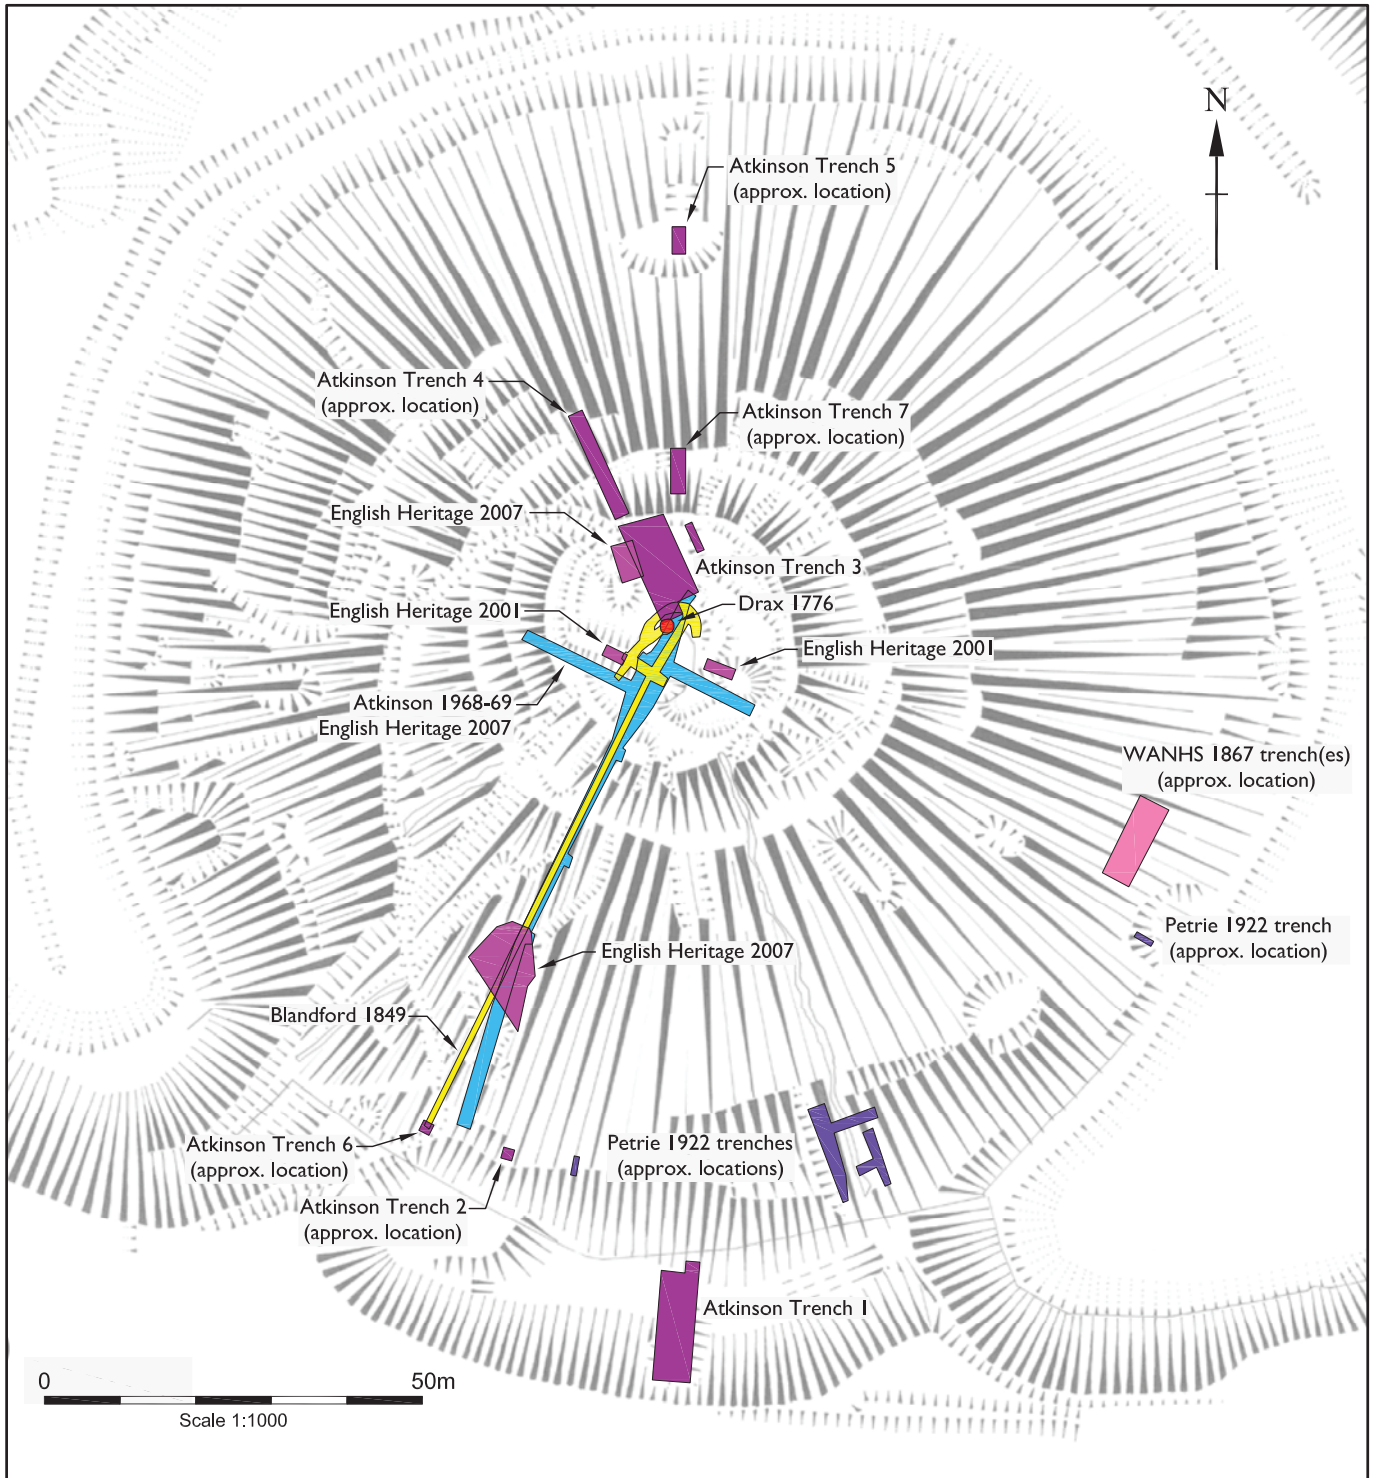 N
Atkinson Trench 5
(approx. location)
Atkinson Trench 4
(approx. location)
Atkinson Trench 7
(approx. location)
English Heritage 2007
Atkinson Trench 3
Drax 1776
English Heritage 2001
English Heritage 2001
Atkinson 1968-69
English Heritage 2007
WANHS 1867 trench(es)
(approx. location)
Petrie 1922 trench
(approx. location)
English Heritage 2007
Blandford 1849
Atkinson Trench 6
(approx. location)
Petrie 1922 trenches
(approx. locations)
Atkinson Trench 2
(approx. location)
Atkinson Trench 1
0
50m
Scale 1:1000